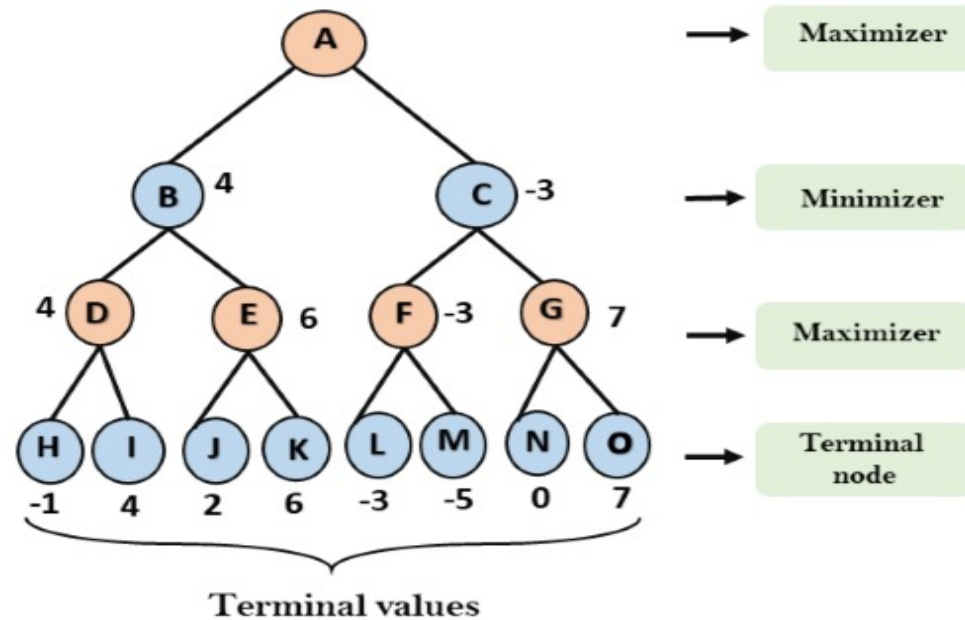 A
Maximizer
B 4
C -3
Minimizer
4 D
E 6
F -3
G 7
Maximizer
H I J K L M N O
Terminal
node
-1 4 2 6 -3 -5 0 7
Terminal values